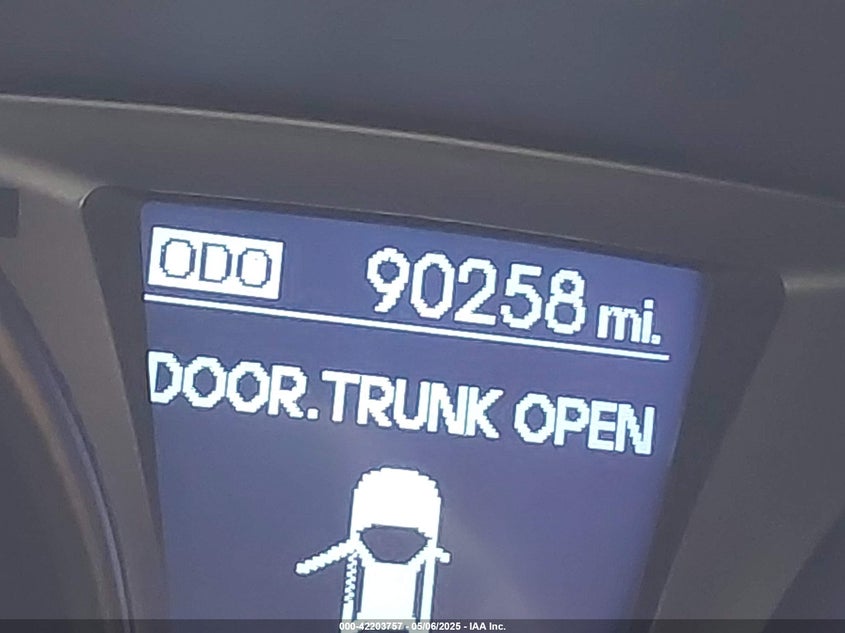 ODO 90258 mi.
DOOR.TRUNK OPEN
000-42203757 - 05/06/2025 - IAA Inc.